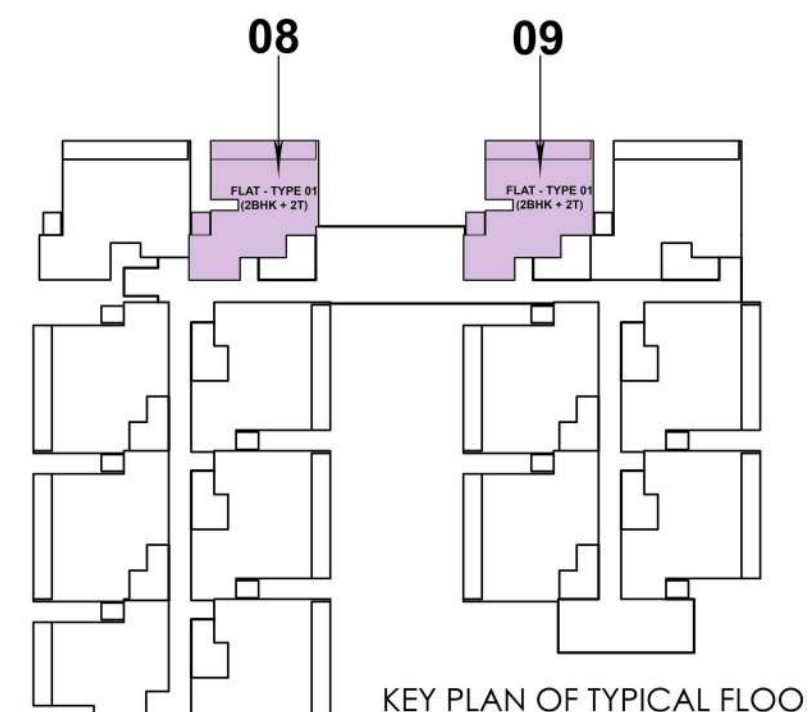 08
09
FLAT - TYPE 01
(2BHK + 2T)
FLAT - TYPE 01
(2BHK + 2T)
KEY PLAN OF TYPICAL FLOO